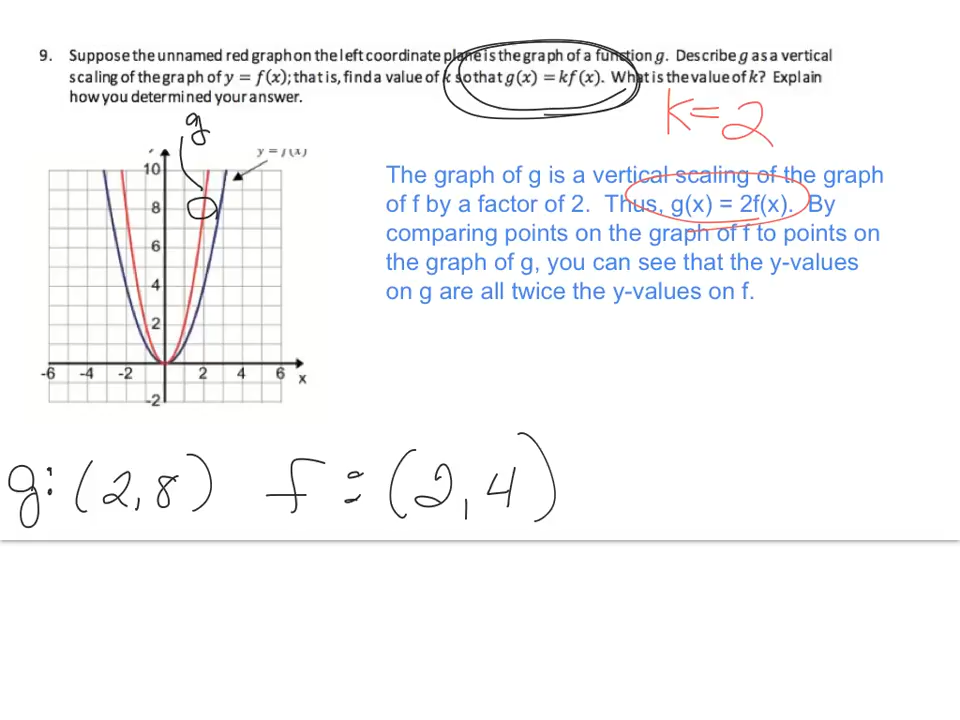 9. Suppose the unnamed red graph on the left coordinate plane is the graph of a function g. Describe g as a vertical
scaling of the graph of y = f(x); that is, find a value of k so that g(x) = kf(x). What is the value of k? Explain
how you determined your answer.
k=2
g
y = f(x)
The graph of g is a vertical scaling of the graph
of f by a factor of 2. Thus, g(x) = 2f(x). By
comparing points on the graph of f to points on
the graph of g, you can see that the y-values
on g are all twice the y-values on f.
10
8
6
4
2
-6 -4 -2 2 4 6 x
-2
g: (2,8) f: (2,4)